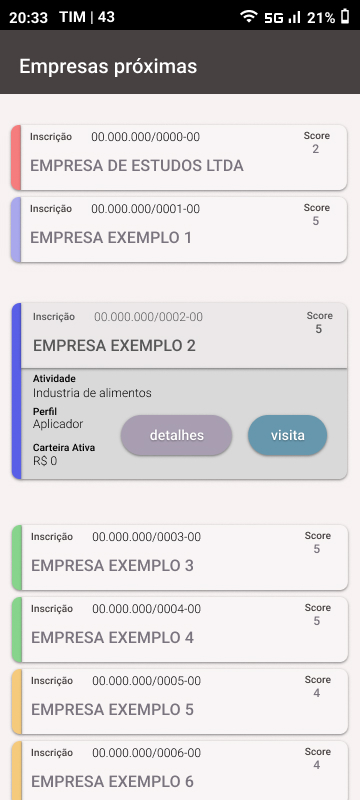 20:33 TIM | 43 5G 21%
Empresas próximas
Inscrição 00.000.000/0000-00 Score
2
EMPRESA DE ESTUDOS LTDA
Inscrição 00.000.000/0001-00 Score
5
EMPRESA EXEMPLO 1
Inscrição 00.000.000/0002-00 Score
5
EMPRESA EXEMPLO 2
Atividade
Industria de alimentos
Perfil
Aplicador
detalhes visita
Carteira Ativa
R$ 0
Inscrição 00.000.000/0003-00 Score
5
EMPRESA EXEMPLO 3
Inscrição 00.000.000/0004-00 Score
5
EMPRESA EXEMPLO 4
Inscrição 00.000.000/0005-00 Score
4
EMPRESA EXEMPLO 5
Inscrição 00.000.000/0006-00 Score
4
EMPRESA EXEMPLO 6